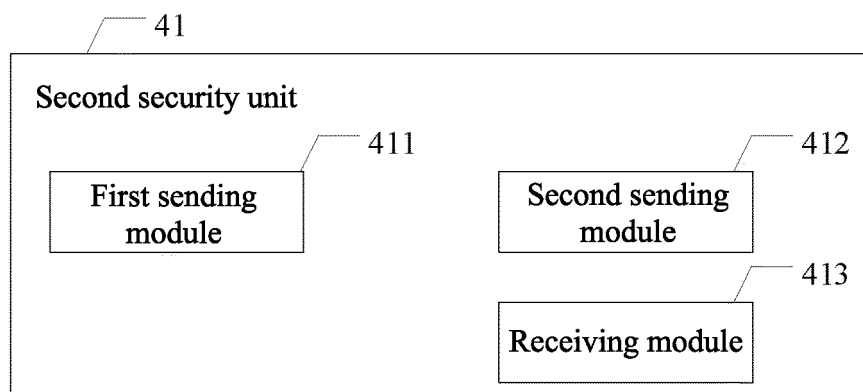 41
Second security unit
411
First sending
module
412
Second sending
module
413
Receiving module